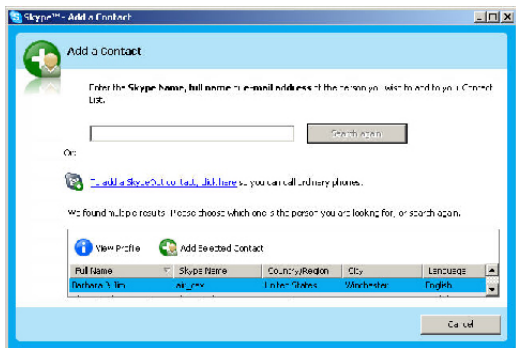 Skype™ - Add a Contact
Add a Contact
Enter the Skype Name, full name or e-mail address of the person you wish to add to your Contact
List.
Search again
Or:
To add a SkypeOut contact, click here so you can call ordinary phones.
We found multiple results. Please choose which one is the person you are looking for, or search again.
View Profile Add Selected Contact
Full Name Skype Name Country/Region City Language
Barbara & Jim United States Winchester English
Cancel